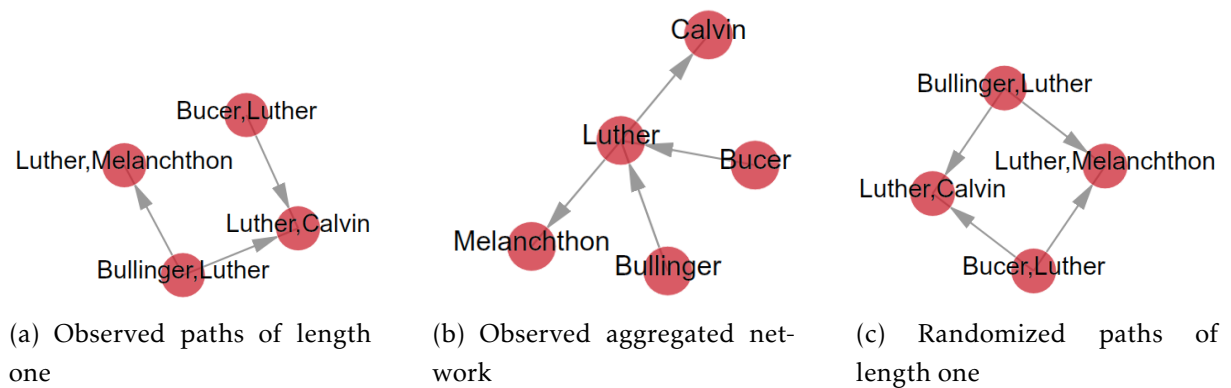 Bucer,Luther
Luther,Melanchthon
Luther,Calvin
Bullinger,Luther
(a) Observed paths of length
one
Calvin
Luther
Bucer
Melanchthon
Bullinger
(b) Observed aggregated net-
work
Bullinger,Luther
Luther,Melanchthon
Luther,Calvin
Bucer,Luther
(c) Randomized paths of
length one